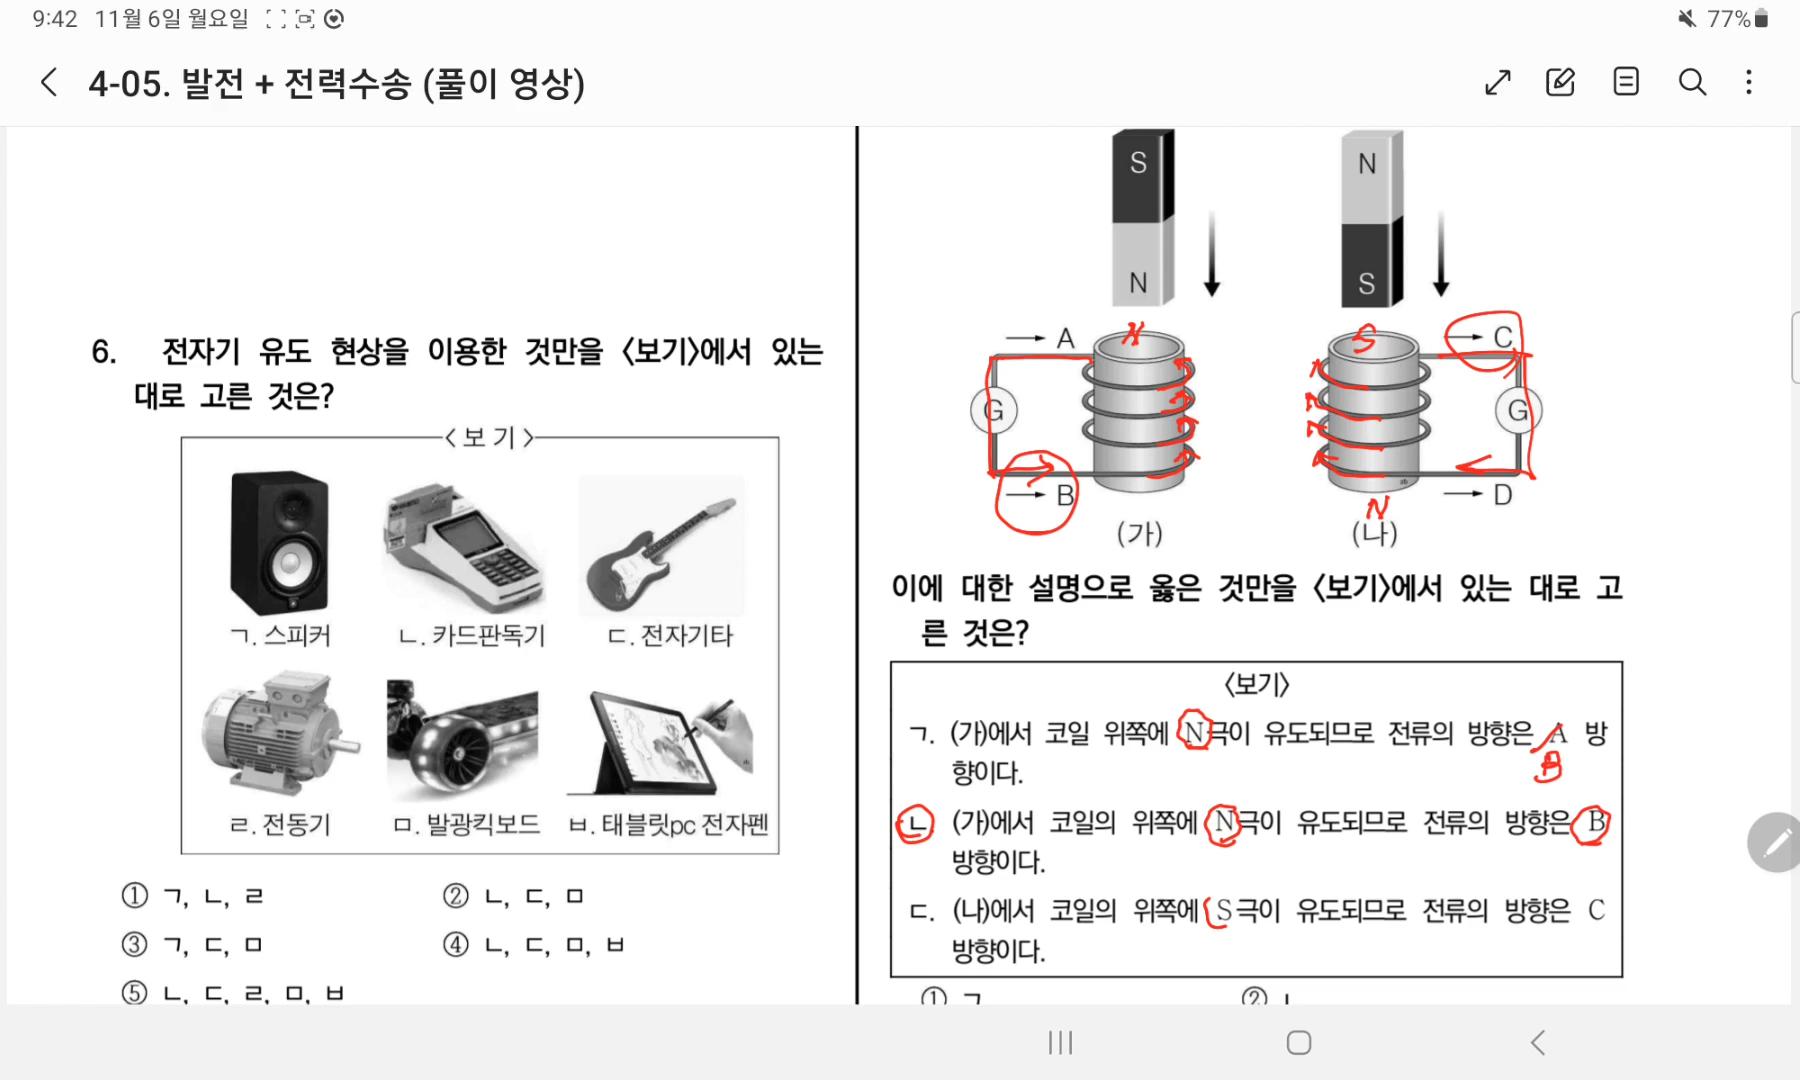 9:42 11월 6일 월요일
77%
4-05. 발전 + 전력수송 (풀이 영상)
6. 전자기 유도 현상을 이용한 것만을 〈보기〉에서 있는
대로 고른 것은?
〈보 기〉
ㄱ. 스피커 ㄴ. 카드판독기 ㄷ. 전자기타
ㄹ. 전동기 ㅁ. 발광킥보드 ㅂ. 태블릿pc 전자펜
① ㄱ, ㄴ, ㄹ ② ㄴ, ㄷ, ㅁ
③ ㄱ, ㄷ, ㅁ ④ ㄴ, ㄷ, ㅁ, ㅂ
⑤ ㄴ, ㄷ, ㄹ, ㅁ, ㅂ
S N
N S
A N S C
G G
B D
N
(가) (나)
이에 대한 설명으로 옳은 것만을 〈보기〉에서 있는 대로 고
른 것은?
〈보기〉
ㄱ. (가)에서 코일 위쪽에 N극이 유도되므로 전류의 방향은 A 방
향이다.
B
ㄴ. (가)에서 코일의 위쪽에 N극이 유도되므로 전류의 방향은 B
방향이다.
ㄷ. (나)에서 코일의 위쪽에 S극이 유도되므로 전류의 방향은 C
방향이다.
① ㄱ ② ㄴ